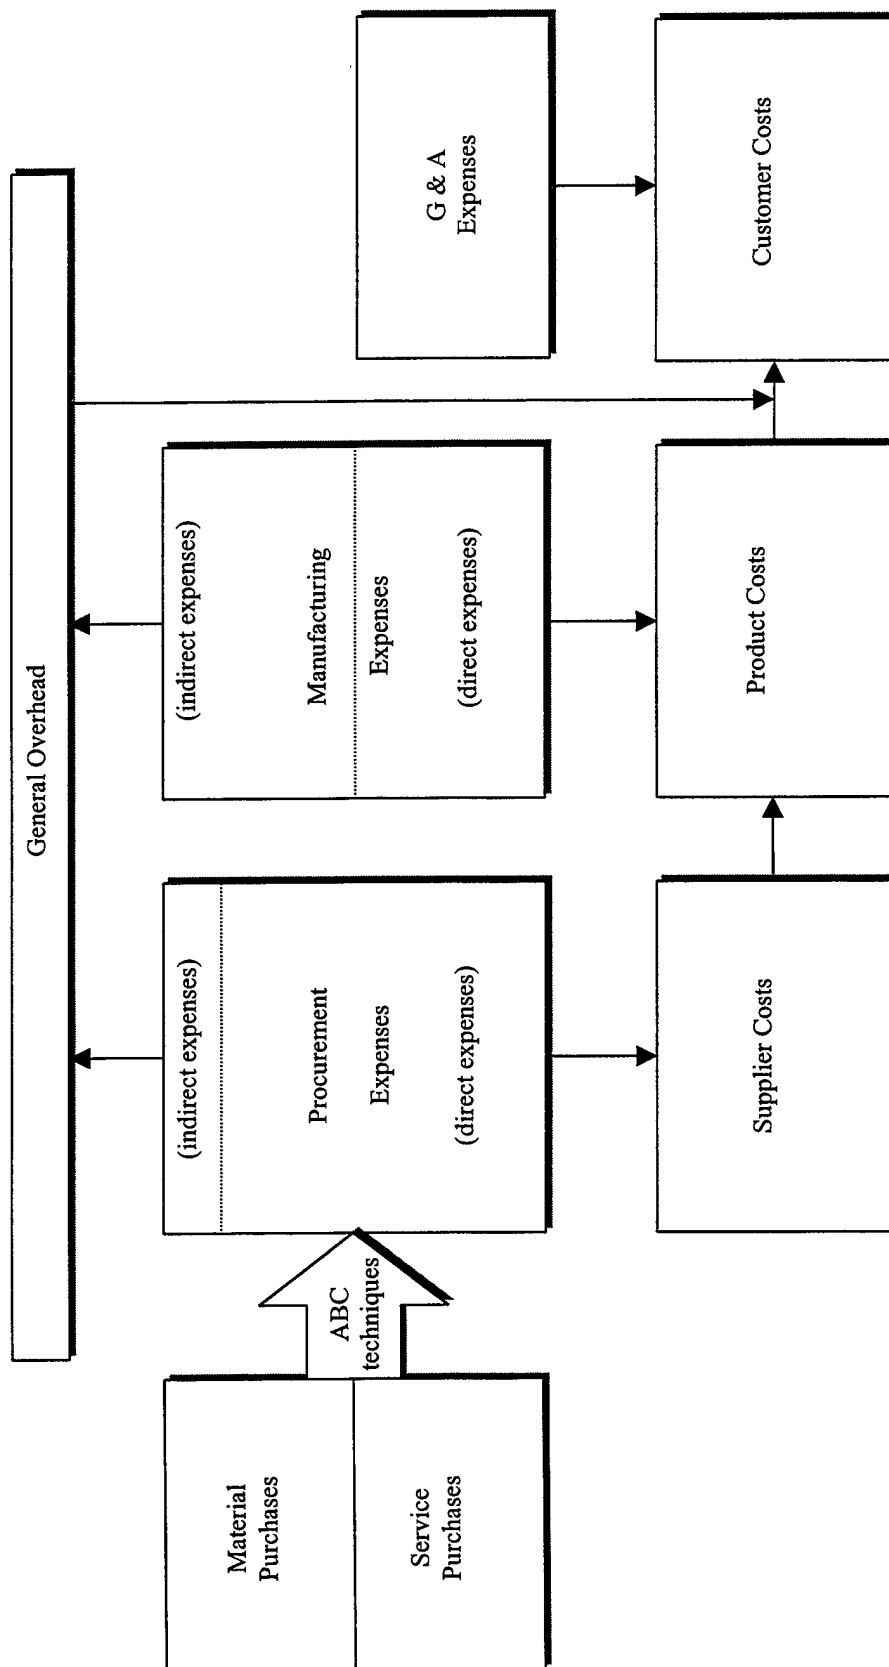 General Overhead
Material
Purchases
Service
Purchases
ABC
techniques
(indirect expenses)
Procurement
Expenses
(direct expenses)
(indirect expenses)
Manufacturing
Expenses
(direct expenses)
G & A
Expenses
Supplier Costs
Product Costs
Customer Costs